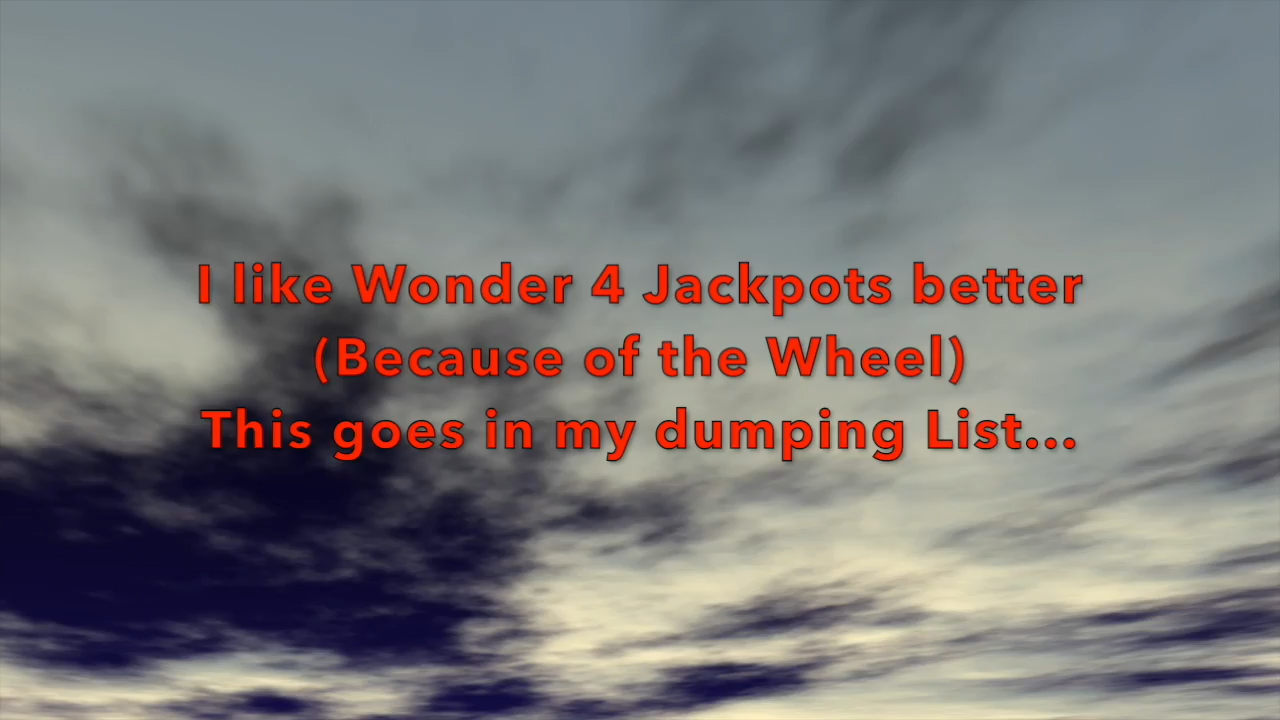 I like Wonder 4 Jackpots better
(Because of the Wheel)
This goes in my dumping List...